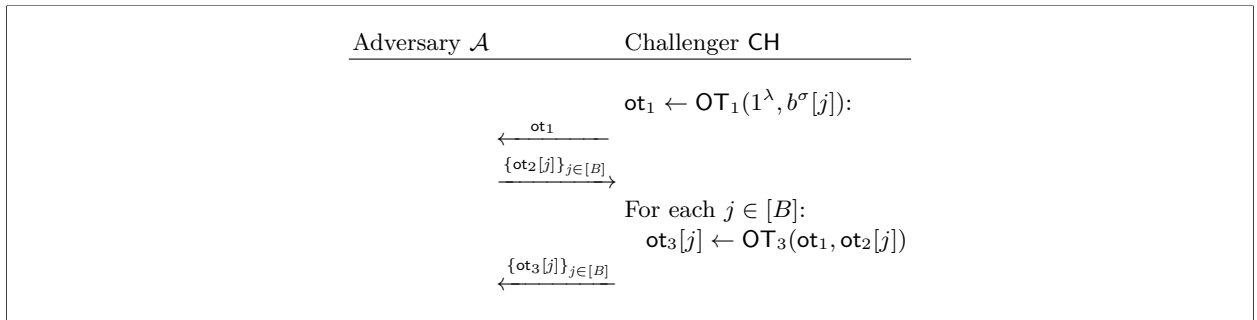 Adversary 𝒜 Challenger CH
ot₁ ← OT₁(1^λ, b^σ[j]):
ot₁
{ot₂[j]}_{j∈[B]}
For each j ∈ [B]:
ot₃[j] ← OT₃(ot₁, ot₂[j])
{ot₃[j]}_{j∈[B]}